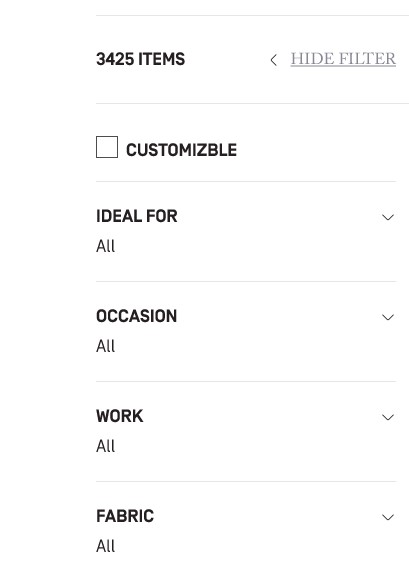 3425 ITEMS < HIDE FILTER
CUSTOMIZBLE
IDEAL FOR
All
OCCASION
All
WORK
All
FABRIC
All